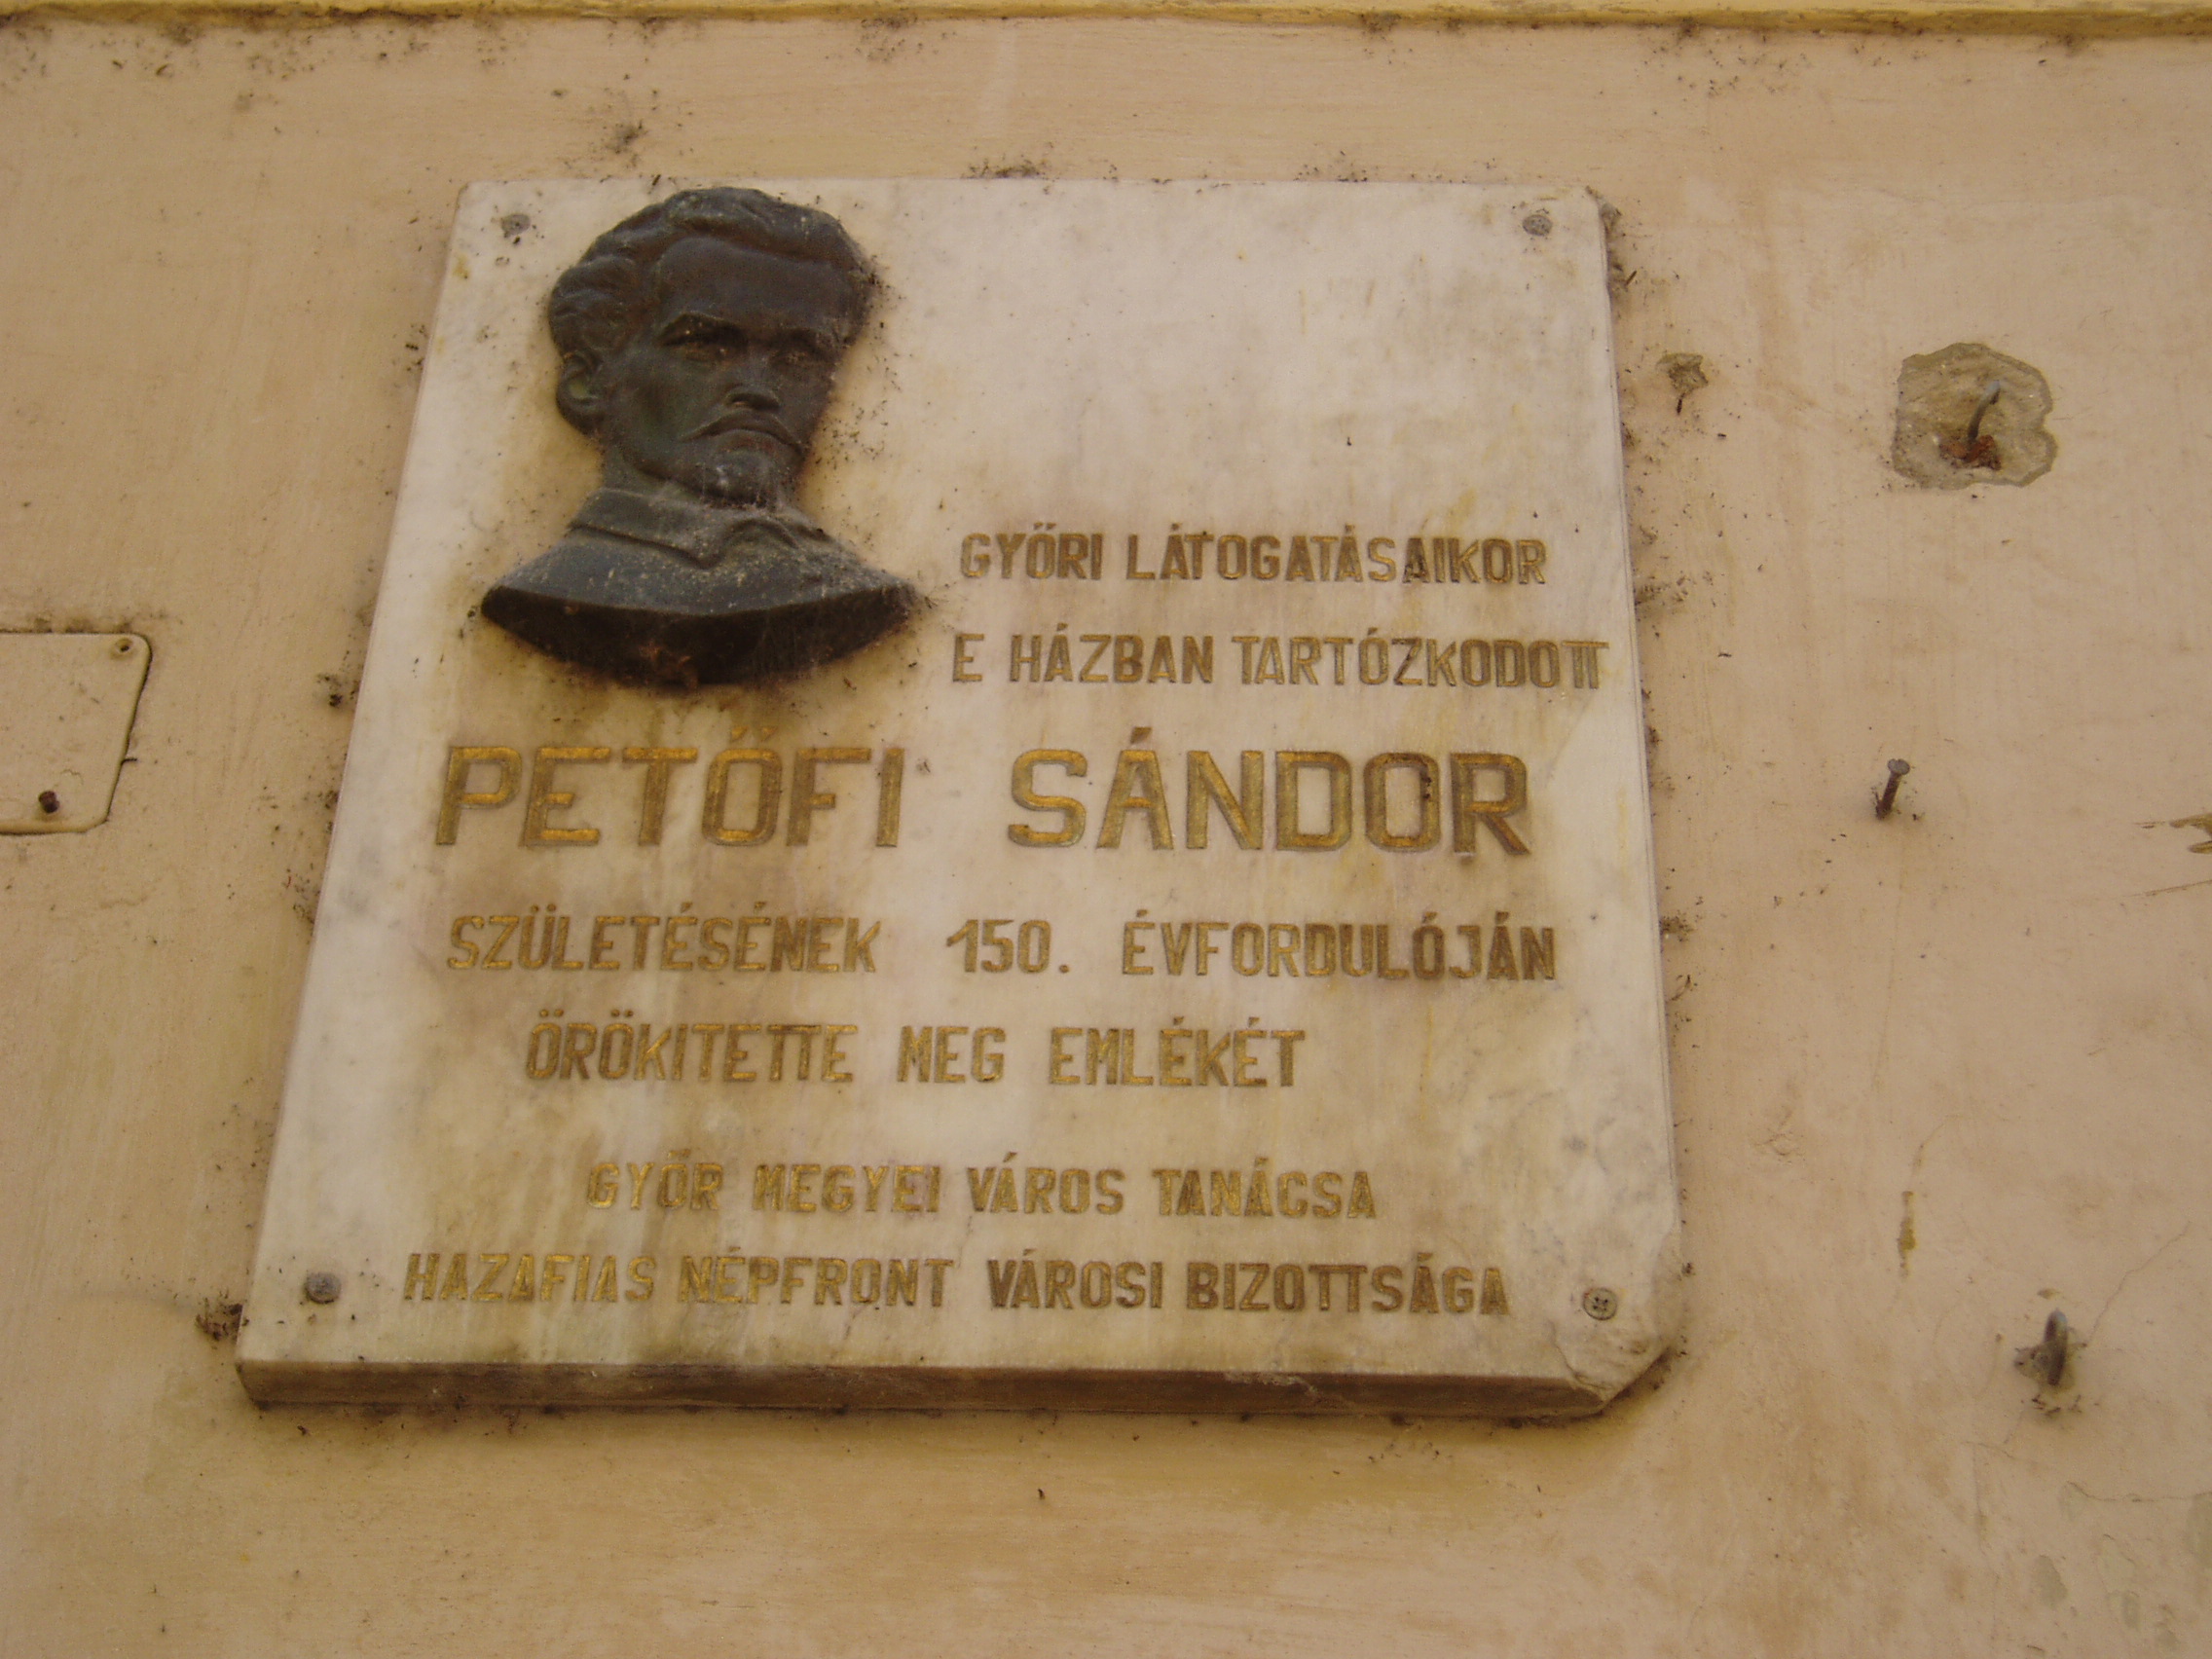 GYŐRI LÁTOGATÁSAIKOR
E HÁZBAN TARTÓZKODOTT
PETŐFI SÁNDOR
SZÜLETÉSÉNEK 150. ÉVFORDULÓJÁN
ÖRÖKITETTE MEG EMLÉKÉT
GYŐR MEGYEI VÁROS TANÁCSA
HAZAFIAS NÉPFRONT VÁROSI BIZOTTSÁGA